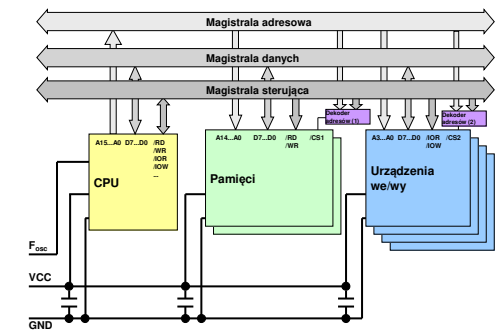 Magistrala adresowa
Magistrala danych
Magistrala sterująca
Dekoder
adresów (1)
Dekoder
adresów (2)
A15...A0 D7...D0 /RD
/WR
/IOR
/IOW
...
CPU
A14...A0 D7...D0 /RD /CS1
/WR
Pamięci
A3...A0 D7...D0 /IOR /CS2
/IOW
Urządzenia
we/wy
Fosc
VCC
GND